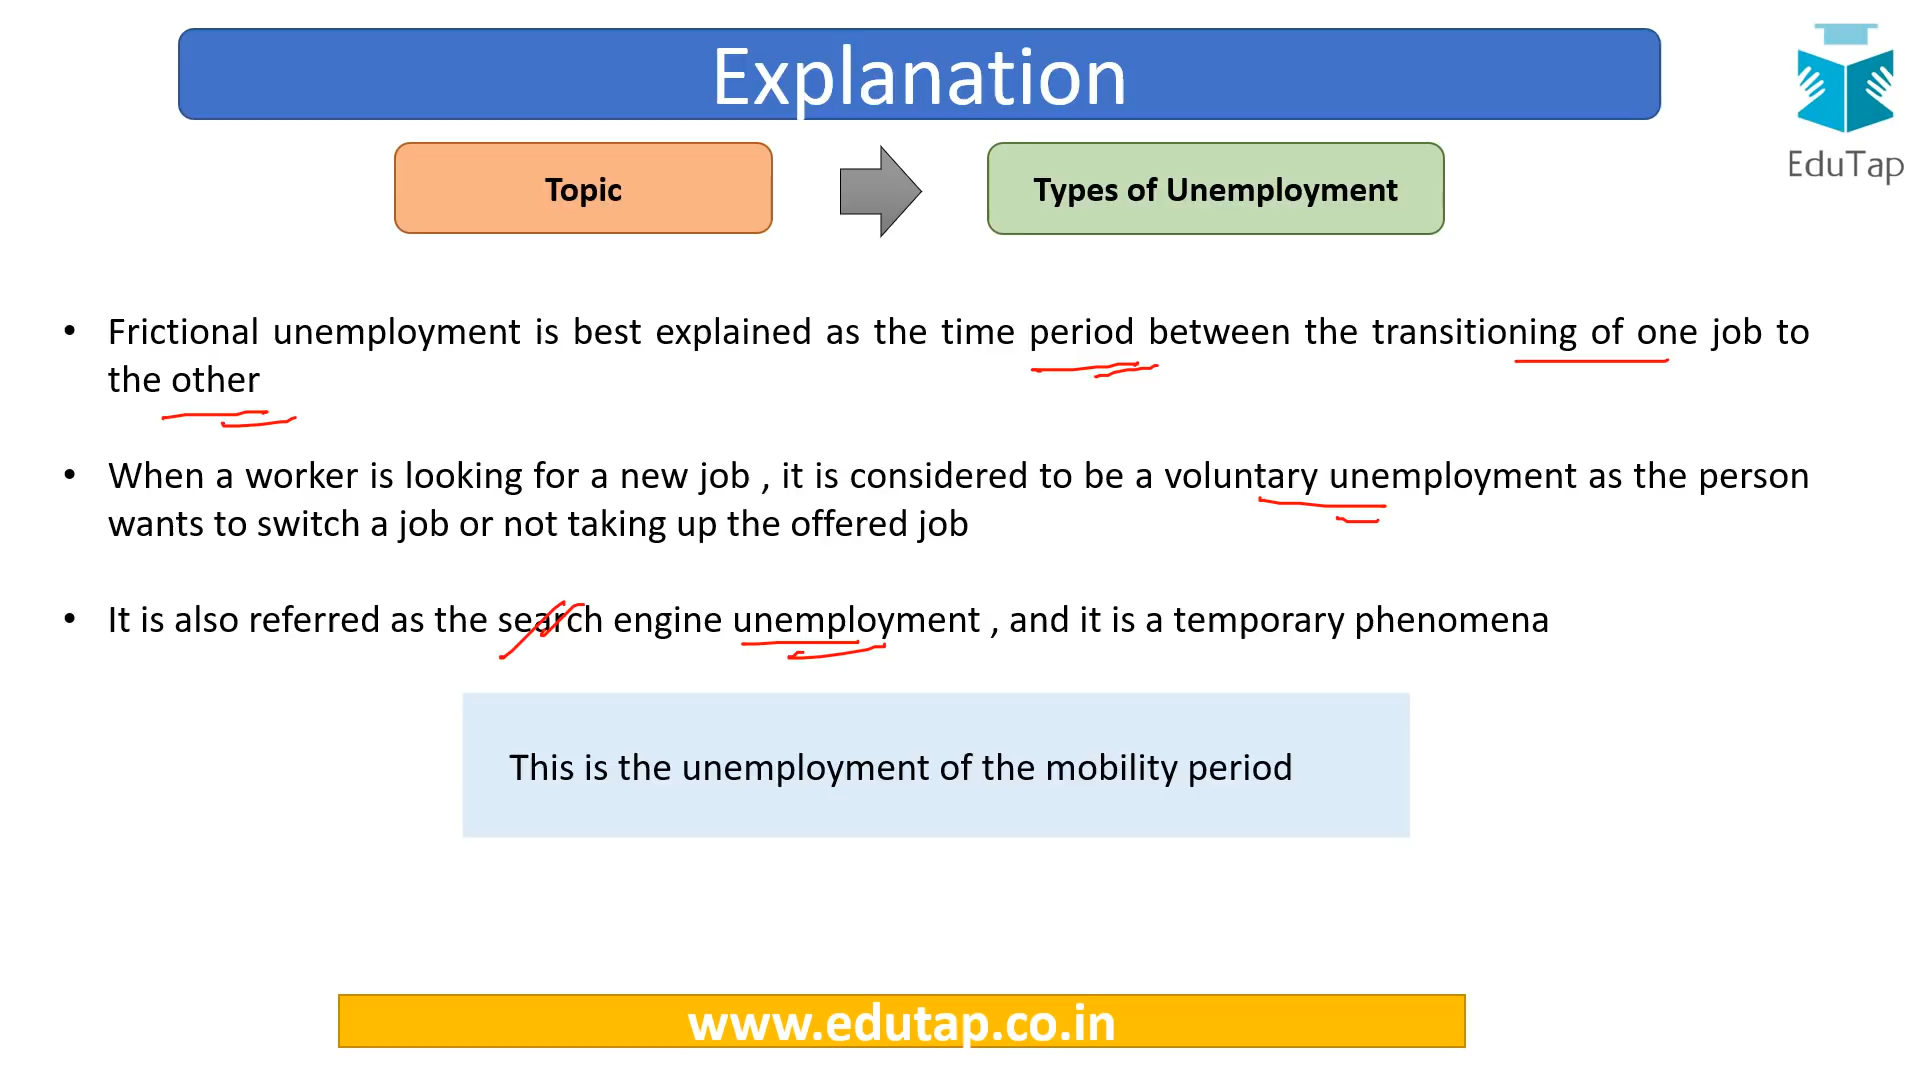 Explanation
EduTap
Topic
Types of Unemployment
• Frictional unemployment is best explained as the time period between the transitioning of one job to
the other
• When a worker is looking for a new job , it is considered to be a voluntary unemployment as the person
wants to switch a job or not taking up the offered job
• It is also referred as the search engine unemployment , and it is a temporary phenomena
This is the unemployment of the mobility period
www.edutap.co.in